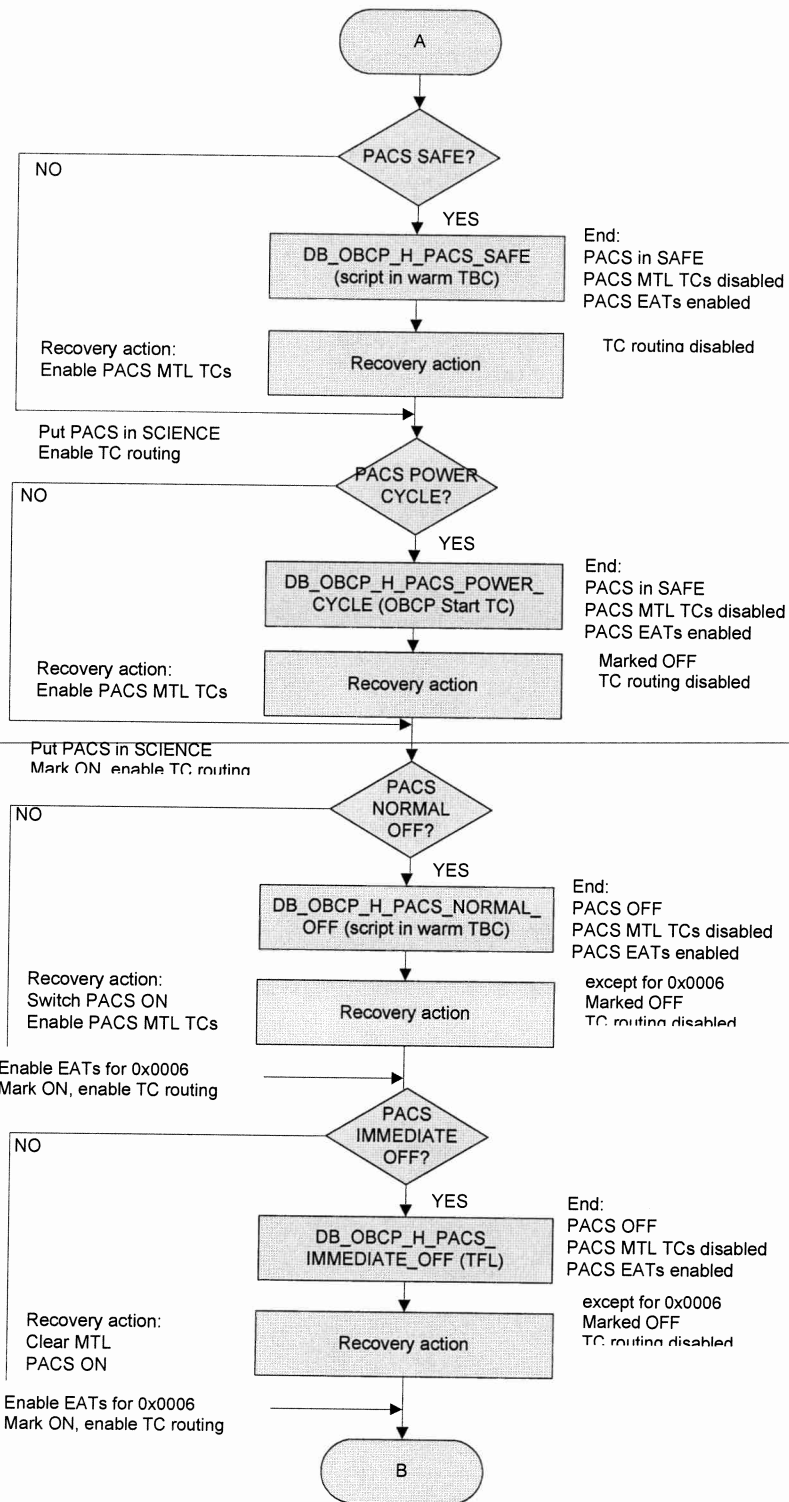 A
PACS SAFE?
NO
YES
DB_OBCP_H_PACS_SAFE
(script in warm TBC)
End:
PACS in SAFE
PACS MTL TCs disabled
PACS EATs enabled
TC routing disabled
Recovery action:
Enable PACS MTL TCs
Recovery action
Put PACS in SCIENCE
Enable TC routing
PACS POWER
CYCLE?
NO
YES
DB_OBCP_H_PACS_POWER_
CYCLE (OBCP Start TC)
End:
PACS in SAFE
PACS MTL TCs disabled
PACS EATs enabled
Marked OFF
TC routing disabled
Recovery action:
Enable PACS MTL TCs
Recovery action
Put PACS in SCIENCE
Mark ON, enable TC routing
PACS
NORMAL
OFF?
NO
YES
DB_OBCP_H_PACS_NORMAL_
OFF (script in warm TBC)
End:
PACS OFF
PACS MTL TCs disabled
PACS EATs enabled
except for 0x0006
Marked OFF
TC routing disabled
Recovery action:
Switch PACS ON
Enable PACS MTL TCs
Recovery action
Enable EATs for 0x0006
Mark ON, enable TC routing
PACS
IMMEDIATE
OFF?
NO
YES
DB_OBCP_H_PACS_
IMMEDIATE_OFF (TFL)
End:
PACS OFF
PACS MTL TCs disabled
PACS EATs enabled
except for 0x0006
Marked OFF
TC routing disabled
Recovery action:
Clear MTL
PACS ON
Recovery action
Enable EATs for 0x0006
Mark ON, enable TC routing
B